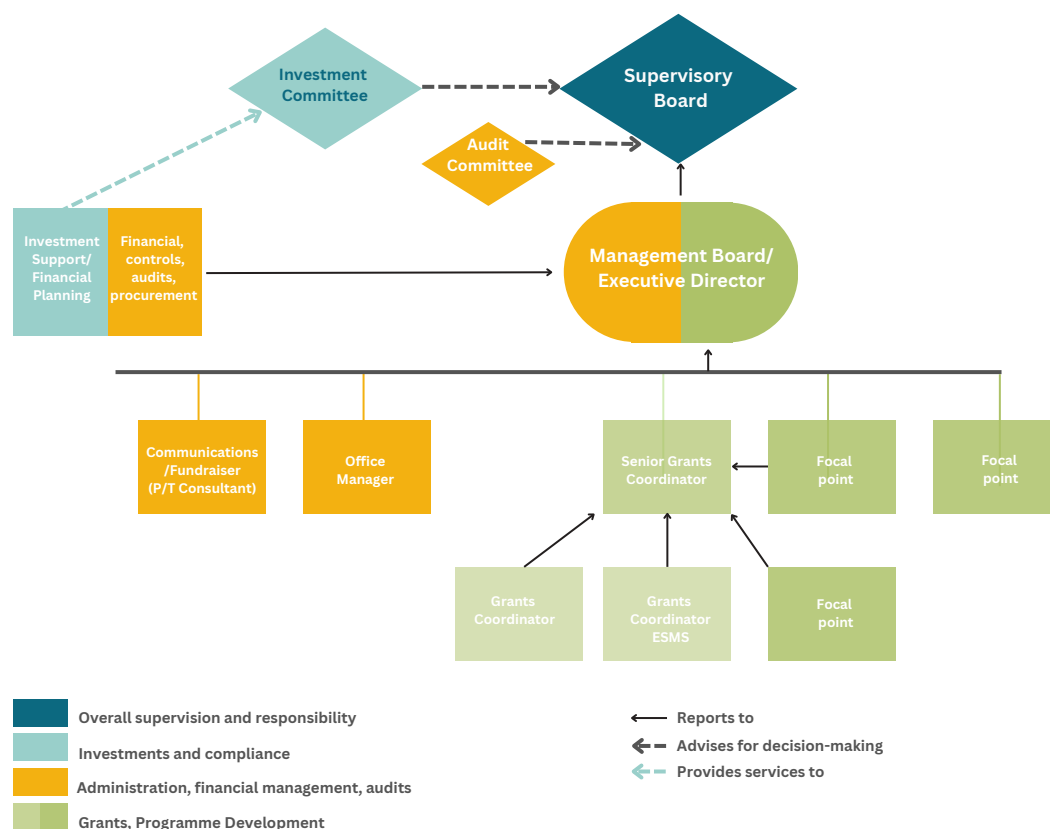 Investment
Committee
Supervisory
Board
Audit
Committee
Investment
Support/
Financial
Planning
Financial,
controls,
audits,
procurement
Management Board/
Executive Director
Communications
/Fundraiser
(P/T Consultant)
Office
Manager
Senior Grants
Coordinator
Focal
point
Focal
point
Grants
Coordinator
Grants
Coordinator
ESMS
Focal
point
Overall supervision and responsibility
Investments and compliance
Administration, financial management, audits
Grants, Programme Development
Reports to
Advises for decision-making
Provides services to